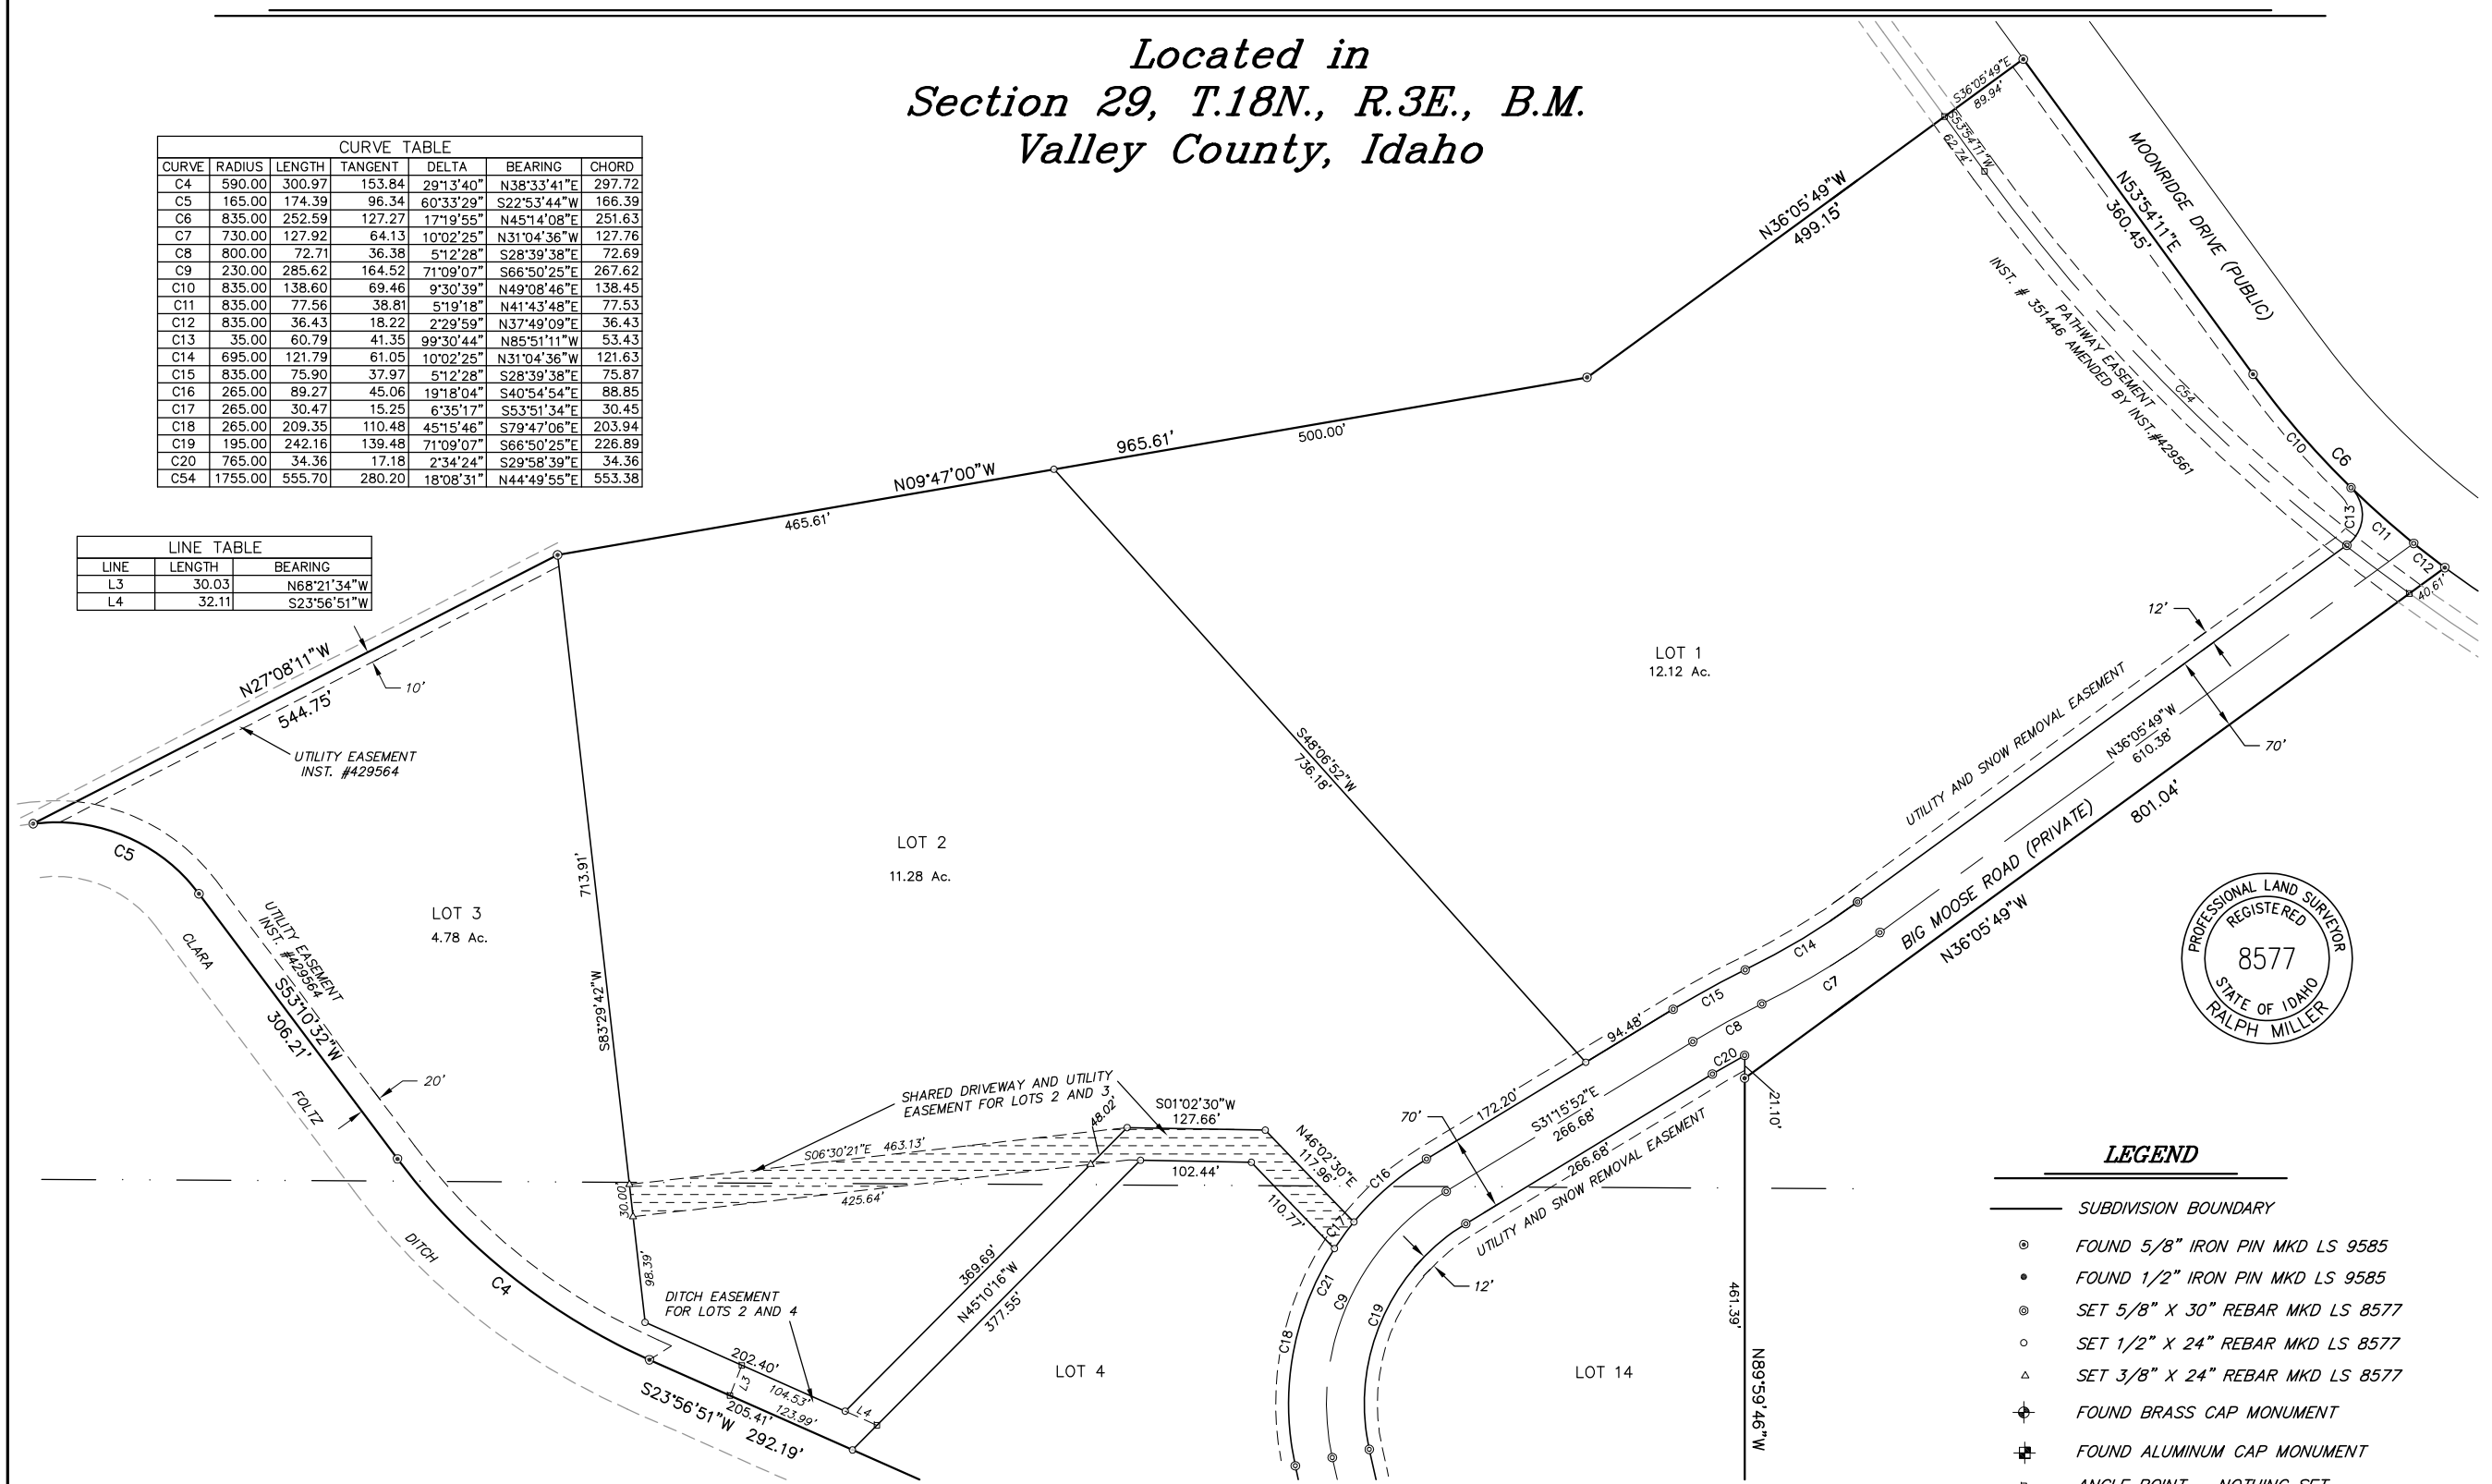 Located in
Section 29, T.18N., R.3E., B.M.
Valley County, Idaho
CURVE TABLE
CURVE RADIUS LENGTH TANGENT DELTA BEARING CHORD
C4 590.00 300.97 153.84 29°13'40" N38°33'41"E 297.72
C5 165.00 174.39 96.34 60°33'29" S22°53'44"W 166.39
C6 835.00 252.59 127.27 17°19'55" N45°14'08"E 251.63
C7 730.00 127.92 64.13 10°02'25" N31°04'36"W 127.76
C8 800.00 72.71 36.38 5°12'28" S28°39'38"E 72.69
C9 230.00 285.62 164.52 71°09'07" S66°50'25"E 267.62
C10 835.00 138.60 69.46 9°30'39" N49°08'46"E 138.45
C11 835.00 77.56 38.81 5°19'18" N41°43'48"E 77.53
C12 835.00 36.43 18.22 2°29'59" N37°49'09"E 36.43
C13 35.00 60.79 41.35 99°30'44" N85°51'11"W 53.43
C14 695.00 121.79 61.05 10°02'25" N31°04'36"W 121.63
C15 835.00 75.90 37.97 5°12'28" S28°39'38"E 75.87
C16 265.00 89.27 45.06 19°18'04" S40°54'54"E 88.85
C17 265.00 30.47 15.25 6°35'17" S53°51'34"E 30.45
C18 265.00 209.35 110.48 45°15'46" S79°47'06"E 203.94
C19 195.00 242.16 139.48 71°09'07" S66°50'25"E 226.89
C20 765.00 34.36 17.18 2°34'24" S29°58'39"E 34.36
C54 1755.00 555.70 280.20 18°08'31" N44°49'55"E 553.38
LINE TABLE
LINE LENGTH BEARING
L3 30.03 N68°21'34"W
L4 32.11 S23°56'51"W
S36°05'49"E
89.94'
S53°54'11"W
62.74'
N36°05'49"W
499.15'
MOONRIDGE DRIVE (PUBLIC)
N53°54'11"E
360.45'
PATHWAY EASEMENT
INST. # 351446 AMENDED BY INST.#429561
C54
C10
C6
C13
C11
C12
40.61'
965.61'
500.00'
N09°47'00"W
465.61'
N27°08'11"W
544.75'
10'
UTILITY EASEMENT
INST. #429564
LOT 1
12.12 Ac.
12'
70'
UTILITY AND SNOW REMOVAL EASEMENT
N36°05'49"W
610.38'
801.04'
BIG MOOSE ROAD (PRIVATE)
N36°05'49"W
S48°06'52"W
736.18'
LOT 2
11.28 Ac.
713.91'
S83°29'42"W
LOT 3
4.78 Ac.
C5
UTILITY EASEMENT
INST. #429564
CLARA
FOLTZ
DITCH
S53°10'32"W
306.21'
20'
C4
SHARED DRIVEWAY AND UTILITY
EASEMENT FOR LOTS 2 AND 3
S06°30'21"E 463.13'
425.64'
30.00'
98.39'
48.02'
S01°02'30"W
127.66'
102.44'
N46°02'30"E
117.96'
110.77'
C17
C16
172.20'
94.48'
C15
C14
C7
C8
C20
21.10'
S31°15'52"E
266.68'
266.68'
70'
UTILITY AND SNOW REMOVAL EASEMENT
12'
C21
C9
C19
C18
369.69'
N45°10'16"W
377.55'
DITCH EASEMENT
FOR LOTS 2 AND 4
202.40'
L3
104.53'
123.99'
L4
205.41'
S23°56'51"W 292.19'
LOT 4
LOT 14
461.39'
N89°59'46"W
PROFESSIONAL LAND SURVEYOR
REGISTERED
8577
STATE OF IDAHO
RALPH MILLER
LEGEND
SUBDIVISION BOUNDARY
FOUND 5/8" IRON PIN MKD LS 9585
FOUND 1/2" IRON PIN MKD LS 9585
SET 5/8" X 30" REBAR MKD LS 8577
SET 1/2" X 24" REBAR MKD LS 8577
SET 3/8" X 24" REBAR MKD LS 8577
FOUND BRASS CAP MONUMENT
FOUND ALUMINUM CAP MONUMENT
ANGLE POINT - NOTHING SET